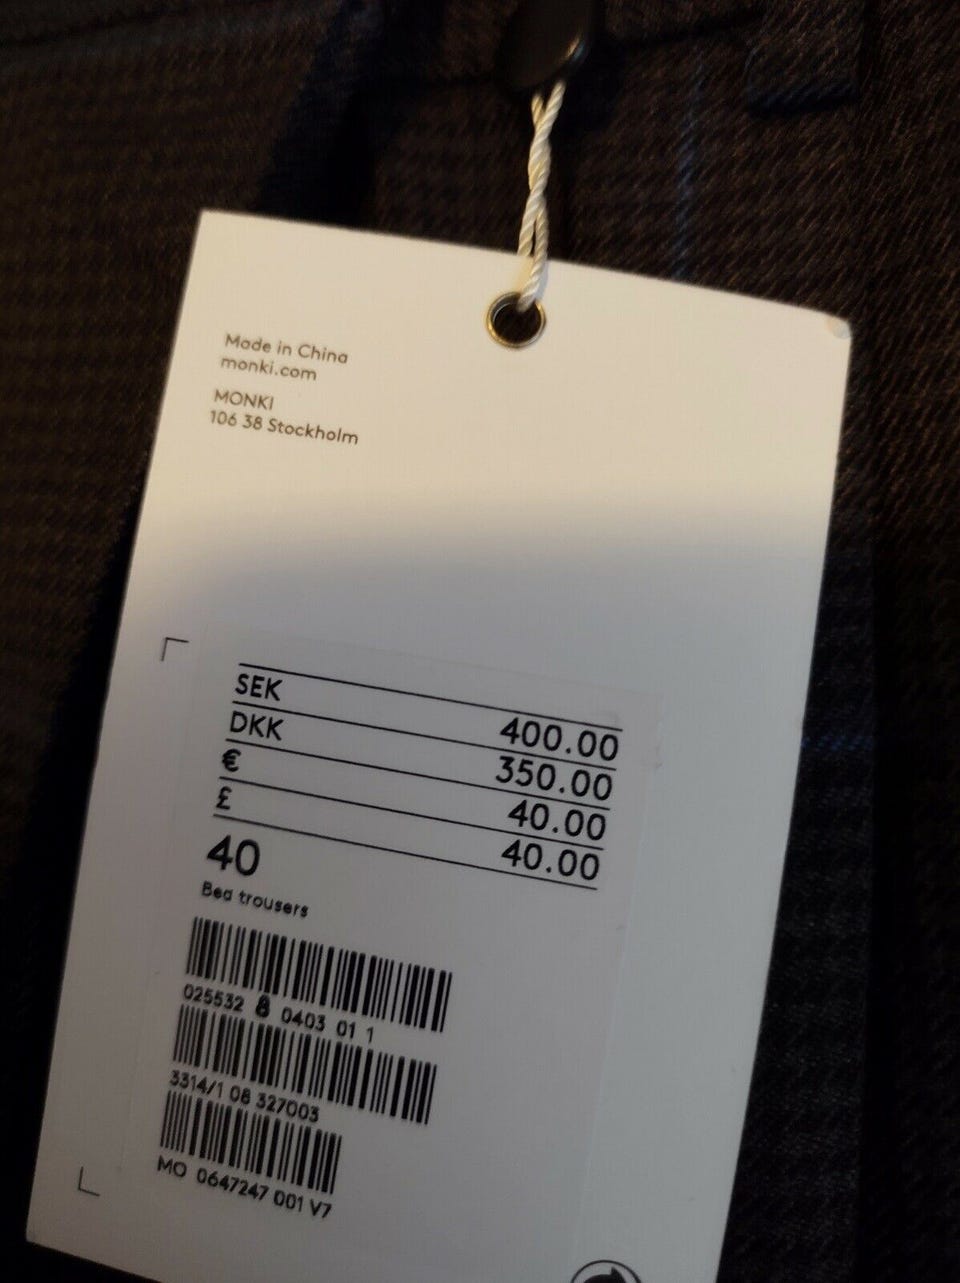 Made in China
monki.com
MONKI
106 38 Stockholm
SEK 400.00
DKK 350.00
€ 40.00
£ 40.00
40
Bea trousers
025532 8 0403 01 1
3314/1 08 327003
MO 0647247 001 V7